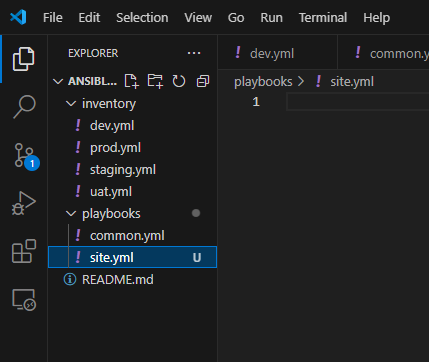 File Edit Selection View Go Run Terminal Help
EXPLORER ...
ANSIBL...
inventory
! dev.yml
! prod.yml
! staging.yml
! uat.yml
playbooks
! common.yml
! site.yml U
README.md
1
! dev.yml ! common.y
playbooks > ! site.yml
1